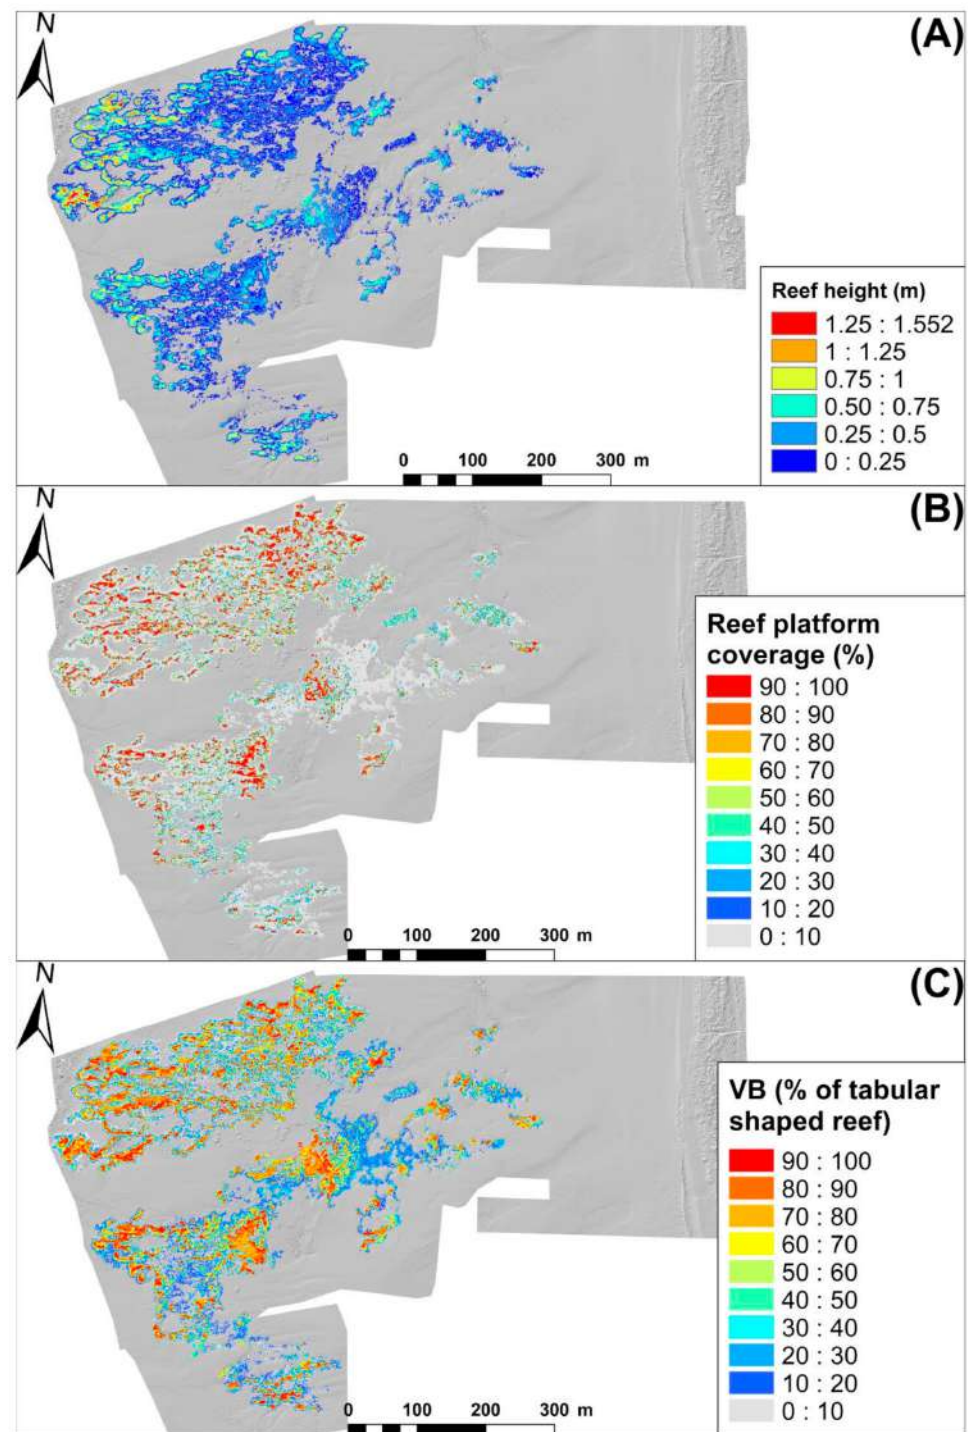 N
(A)
Reef height (m)
1.25 : 1.552
1 : 1.25
0.75 : 1
0.50 : 0.75
0.25 : 0.5
0 : 0.25
0 100 200 300 m
N
(B)
Reef platform
coverage (%)
90 : 100
80 : 90
70 : 80
60 : 70
50 : 60
40 : 50
30 : 40
20 : 30
10 : 20
0 : 10
0 100 200 300 m
N
(C)
VB (% of tabular
shaped reef)
90 : 100
80 : 90
70 : 80
60 : 70
50 : 60
40 : 50
30 : 40
20 : 30
10 : 20
0 : 10
0 100 200 300 m